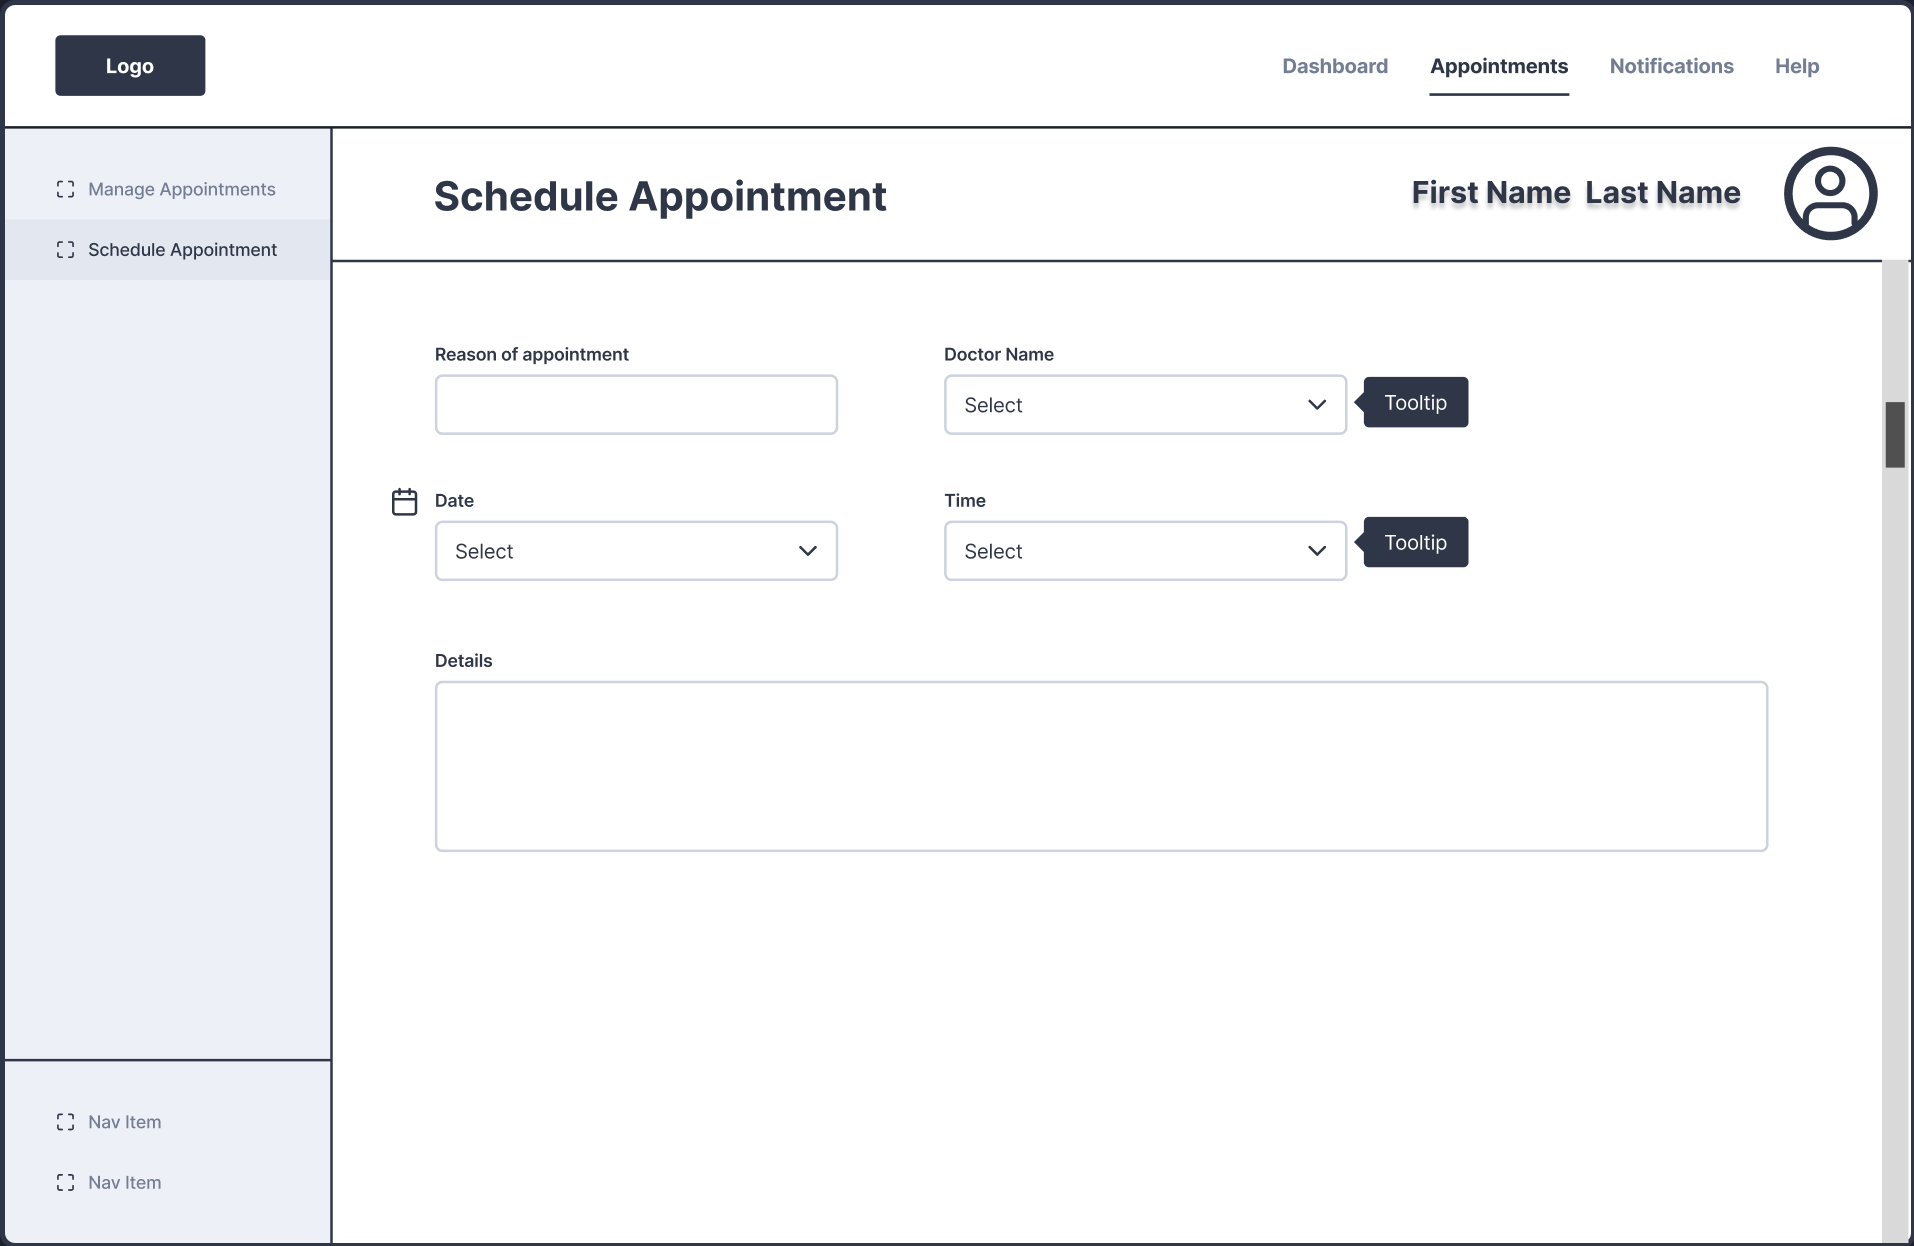 Logo
Dashboard
Appointments
Notifications
Help
Manage Appointments
Schedule Appointment
Schedule Appointment
First Name Last Name
Reason of appointment
Doctor Name
Select
Tooltip
Date
Select
Time
Select
Tooltip
Details
Nav Item
Nav Item